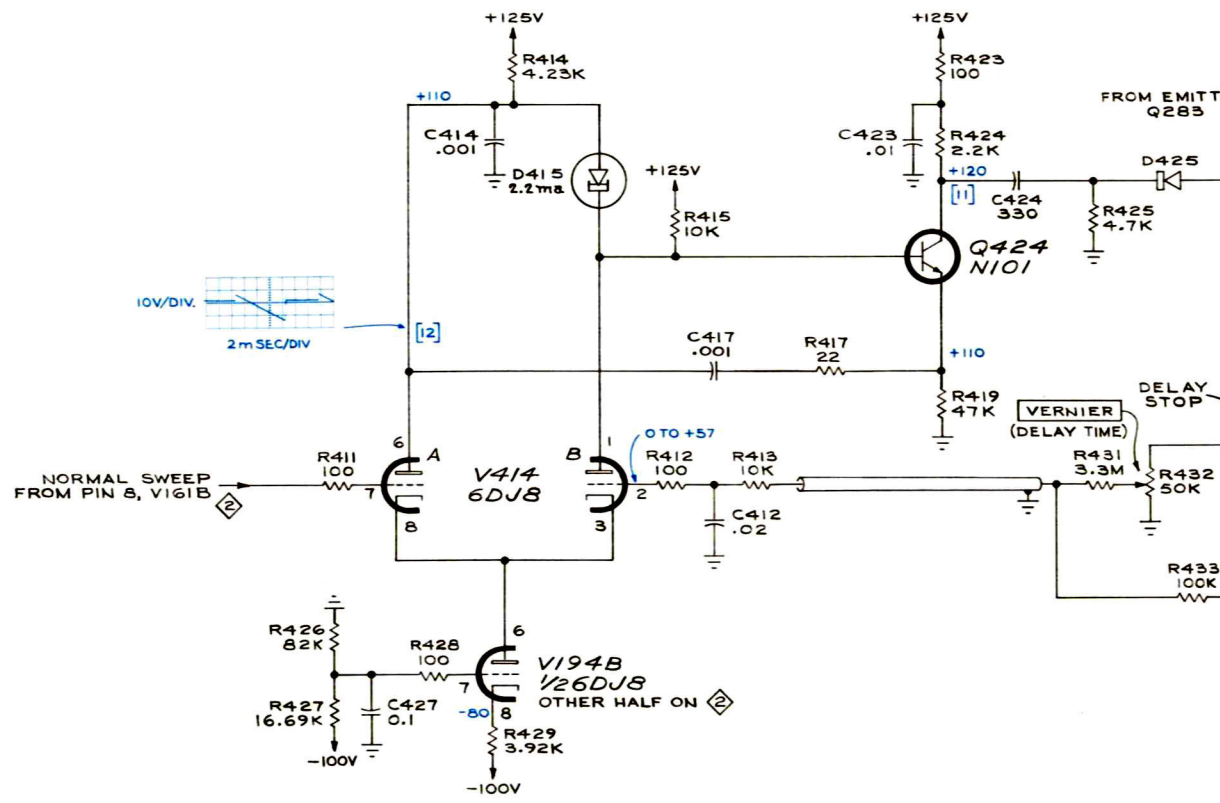 +125V
R414
4.23K
+110
C414
.001
D415
2.2ma
+125V
R415
10K
+125V
R423
100
C423
.01
R424
2.2K
+120
[11]
C424
330
FROM EMITT
Q283
D425
R425
4.7K
Q424
N101
10V/DIV.
2mSEC/DIV
[12]
C417
.001
R417
22
+110
R419
47K
DELAY
STOP
VERNIER
(DELAY TIME)
R431
3.3M
R432
50K
R433
100K
NORMAL SWEEP
FROM PIN 8, V161B
2
R411
100
6
A
7
8
V414
6DJ8
1
B
2
3
0 TO +57
R412
100
R413
10K
C412
.02
R426
82K
R427
16.69K
-100V
C427
0.1
R428
100
6
7
8
-80
V194B
1/26DJ8
OTHER HALF ON 2
R429
3.92K
-100V